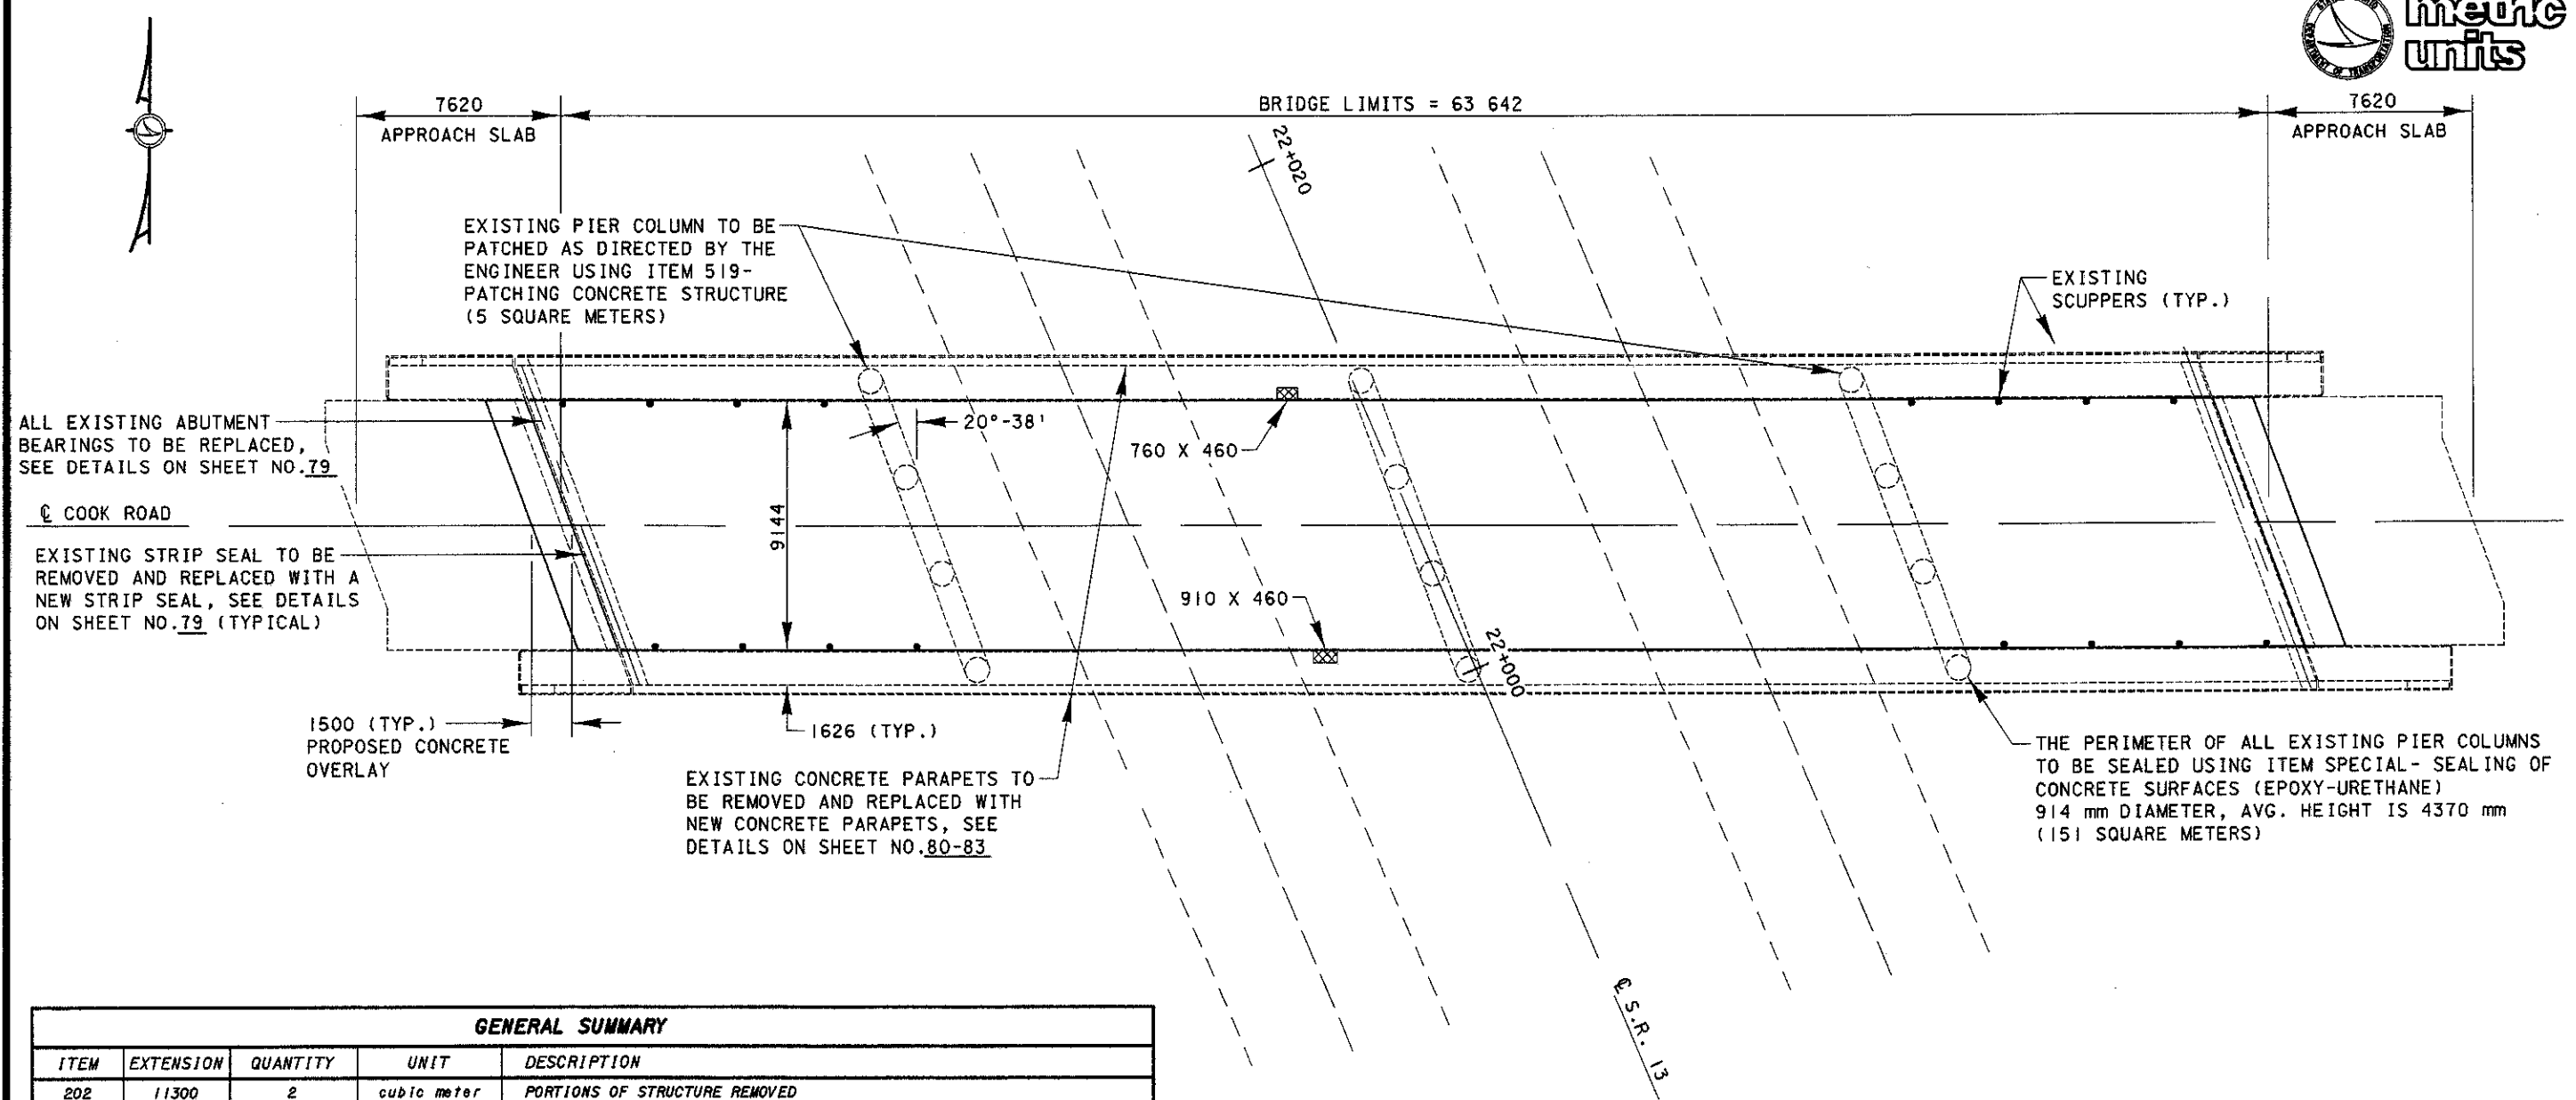 metric
units
7620
APPROACH SLAB
BRIDGE LIMITS = 63 642
7620
APPROACH SLAB
22+020
EXISTING PIER COLUMN TO BE
PATCHED AS DIRECTED BY THE
ENGINEER USING ITEM 519-
PATCHING CONCRETE STRUCTURE
(5 SQUARE METERS)
EXISTING
SCUPPERS (TYP.)
ALL EXISTING ABUTMENT
BEARINGS TO BE REPLACED,
SEE DETAILS ON SHEET NO.79
20°-38'
760 X 460
℄ COOK ROAD
9144
EXISTING STRIP SEAL TO BE
REMOVED AND REPLACED WITH A
NEW STRIP SEAL, SEE DETAILS
ON SHEET NO.79 (TYPICAL)
910 X 460
22+000
1500 (TYP.)
PROPOSED CONCRETE
OVERLAY
1626 (TYP.)
EXISTING CONCRETE PARAPETS TO
BE REMOVED AND REPLACED WITH
NEW CONCRETE PARAPETS, SEE
DETAILS ON SHEET NO.80-83
THE PERIMETER OF ALL EXISTING PIER COLUMNS
TO BE SEALED USING ITEM SPECIAL- SEALING OF
CONCRETE SURFACES (EPOXY-URETHANE)
914 mm DIAMETER, AVG. HEIGHT IS 4370 mm
(151 SQUARE METERS)
℄ S.R. 13
GENERAL SUMMARY
ITEM EXTENSION QUANTITY UNIT DESCRIPTION
202 11300 2 cubic meter PORTIONS OF STRUCTURE REMOVED